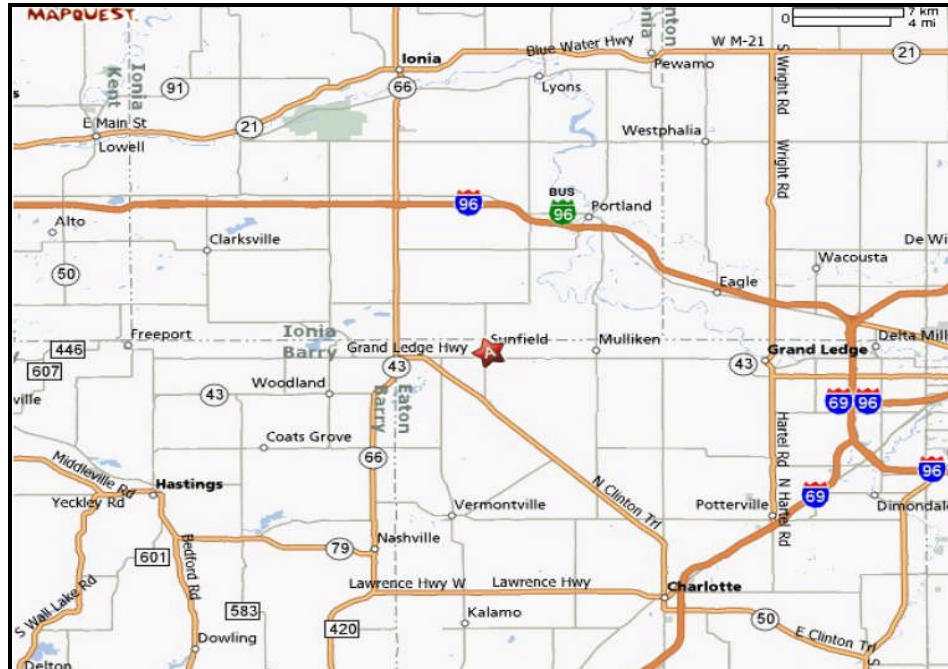 MAPQUEST.
7 km
0
4 mi
Ionia
Kent
Ionia
Blue Water Hwy
W M-21
21
Pewamo
Lyons
91
66
S Wright Rd
E Main St
Lowell
21
Westphalia
Wright Rd
96
BUS
96
Portland
Alto
Clarksville
50
Wacousta
De Wi
Eagle
446
Freeport
Ionia
Barry
Grand Ledge Hwy
A
Sunfield
Mulliken
Delta Mill
607
43
43
Grand Ledge
ville
43
Woodland
Eaton
Barry
69
96
Coats Grove
66
Hartel Rd
Middleville Rd
Hastings
Yeckley Rd
N Clinton Trl
N Hartel Rd
69
96
Vermontville
Potterville
Dimondale
601
Bedford Rd
79
Nashville
Lawrence Hwy W
Lawrence Hwy
Charlotte
S Wall Lake Rd
583
420
Kalamo
50
E Clinton Trl
Dowling
Delton
S